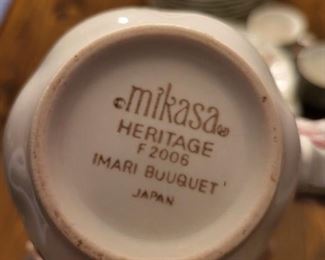 ©mikasa®
HERITAGE
F 2006
IMARI BUUQUET'
JAPAN